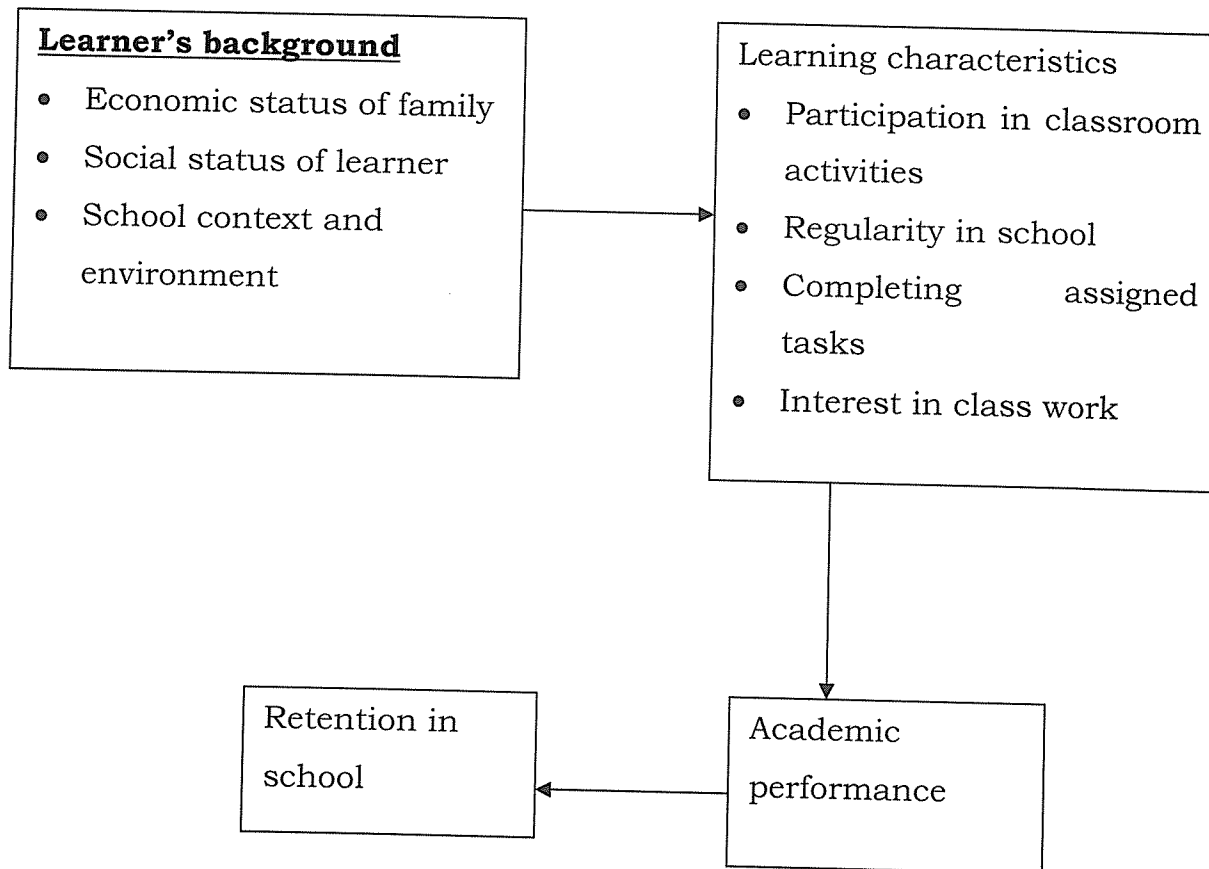 Learner's background
• Economic status of family
• Social status of learner
• School context and
environment
Learning characteristics
• Participation in classroom
activities
• Regularity in school
• Completing assigned
tasks
• Interest in class work
Retention in
school
Academic
performance